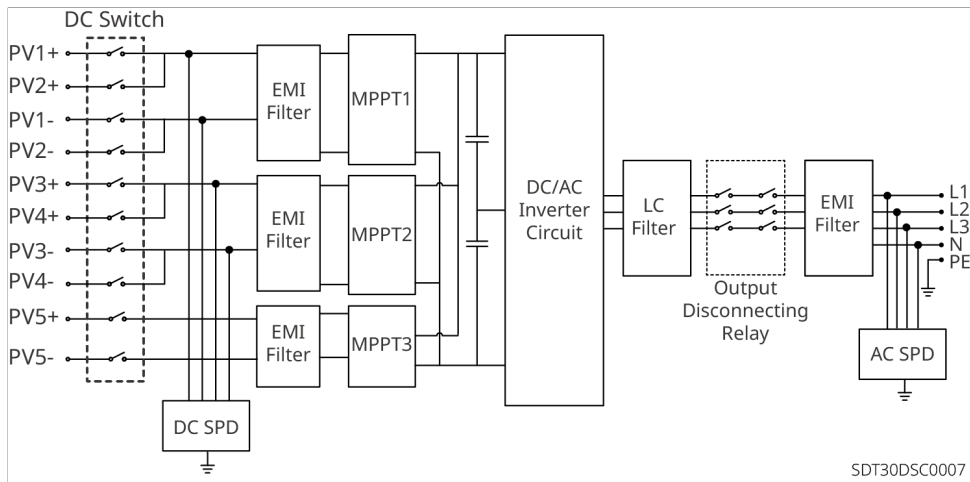 DC Switch
PV1+
PV2+
PV1-
PV2-
PV3+
PV4+
PV3-
PV4-
PV5+
PV5-
EMI
Filter
MPPT1
EMI
Filter
MPPT2
EMI
Filter
MPPT3
DC SPD
DC/AC
Inverter
Circuit
LC
Filter
Output
Disconnecting
Relay
EMI
Filter
L1
L2
L3
N
PE
AC SPD
SDT30DSC0007